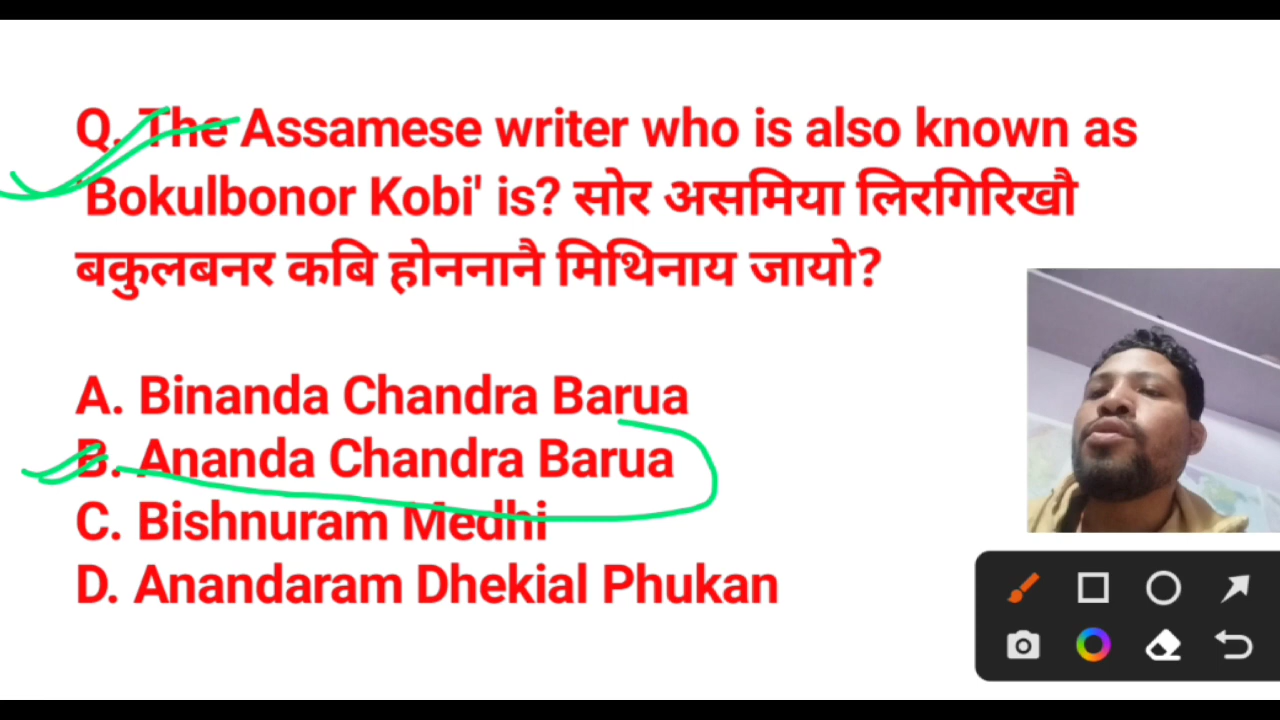 Q. The Assamese writer who is also known as
'Bokulbonor Kobi' is? सोर असमिया लिरगिरिखौ
बकुलबनर कबि होननानै मिथिनाय जायो?
A. Binanda Chandra Barua
B. Ananda Chandra Barua
C. Bishnuram Medhi
D. Anandaram Dhekial Phukan